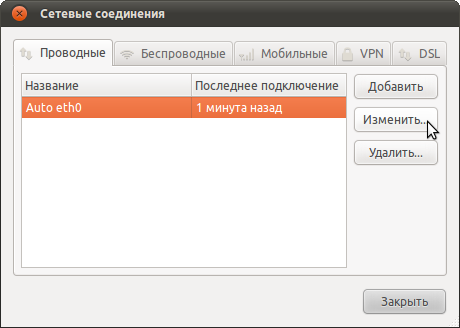 Сетевые соединения
Проводные Беспроводные Мобильные VPN DSL
Название Последнее подключение Добавить
Auto eth0 1 минута назад Изменить...
Удалить...
Закрыть